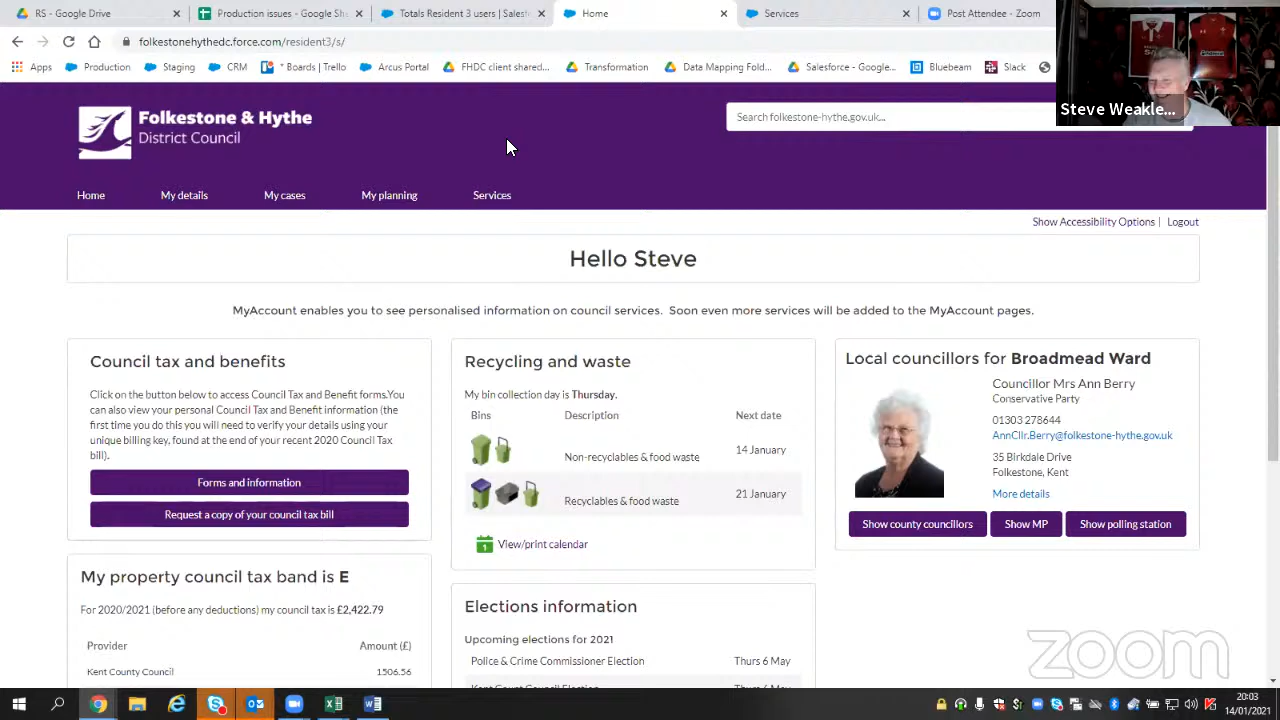 RS - Google Drive
Production issues - Google S
Totals Residents Dashboard
Home
Services
Post Attendee - Zoom
folkestonehythedc.force.com/residents/s/
Apps
Production
Staging
CRM
Boards | Trello
Arcus Portal
FHDC client shared...
Transformation
Data Mapping Fold...
Salesforce - Google...
Bluebeam
Slack
Steve Weakle...
Folkestone & Hythe
District Council
Search folkestone-hythe.gov.uk...
Home
My details
My cases
My planning
Services
Show Accessibility Options |
Logout
Hello Steve
MyAccount enables you to see personalised information on council services. Soon even more services will be added to the MyAccount pages.
Council tax and benefits
Click on the button below to access Council Tax and Benefit forms.You
can also view your personal Council Tax and Benefit information (the
first time you do this you will need to verify your details using your
unique billing key, found at the end of your recent 2020 Council Tax
bill).
Forms and information
Request a copy of your council tax bill
My property council tax band is E
For 2020/2021 (before any deductions) my council tax is £2,422.79
Provider Amount (£)
Kent County Council 1506.56
Recycling and waste
My bin collection day is Thursday.
Bins Description Next date
Non-recyclables & food waste 14 January
Recyclables & food waste 21 January
View/print calendar
Elections information
Upcoming elections for 2021
Police & Crime Commissioner Election Thurs 6 May
Kent County Council Election Thurs 6 May
Local councillors for Broadmead Ward
Councillor Mrs Ann Berry
Conservative Party
01303 278644
AnnCllr.Berry@folkestone-hythe.gov.uk
35 Birkdale Drive
Folkestone, Kent
More details
Show county councillors
Show MP
Show polling station
zoom
20:03
14/01/2021